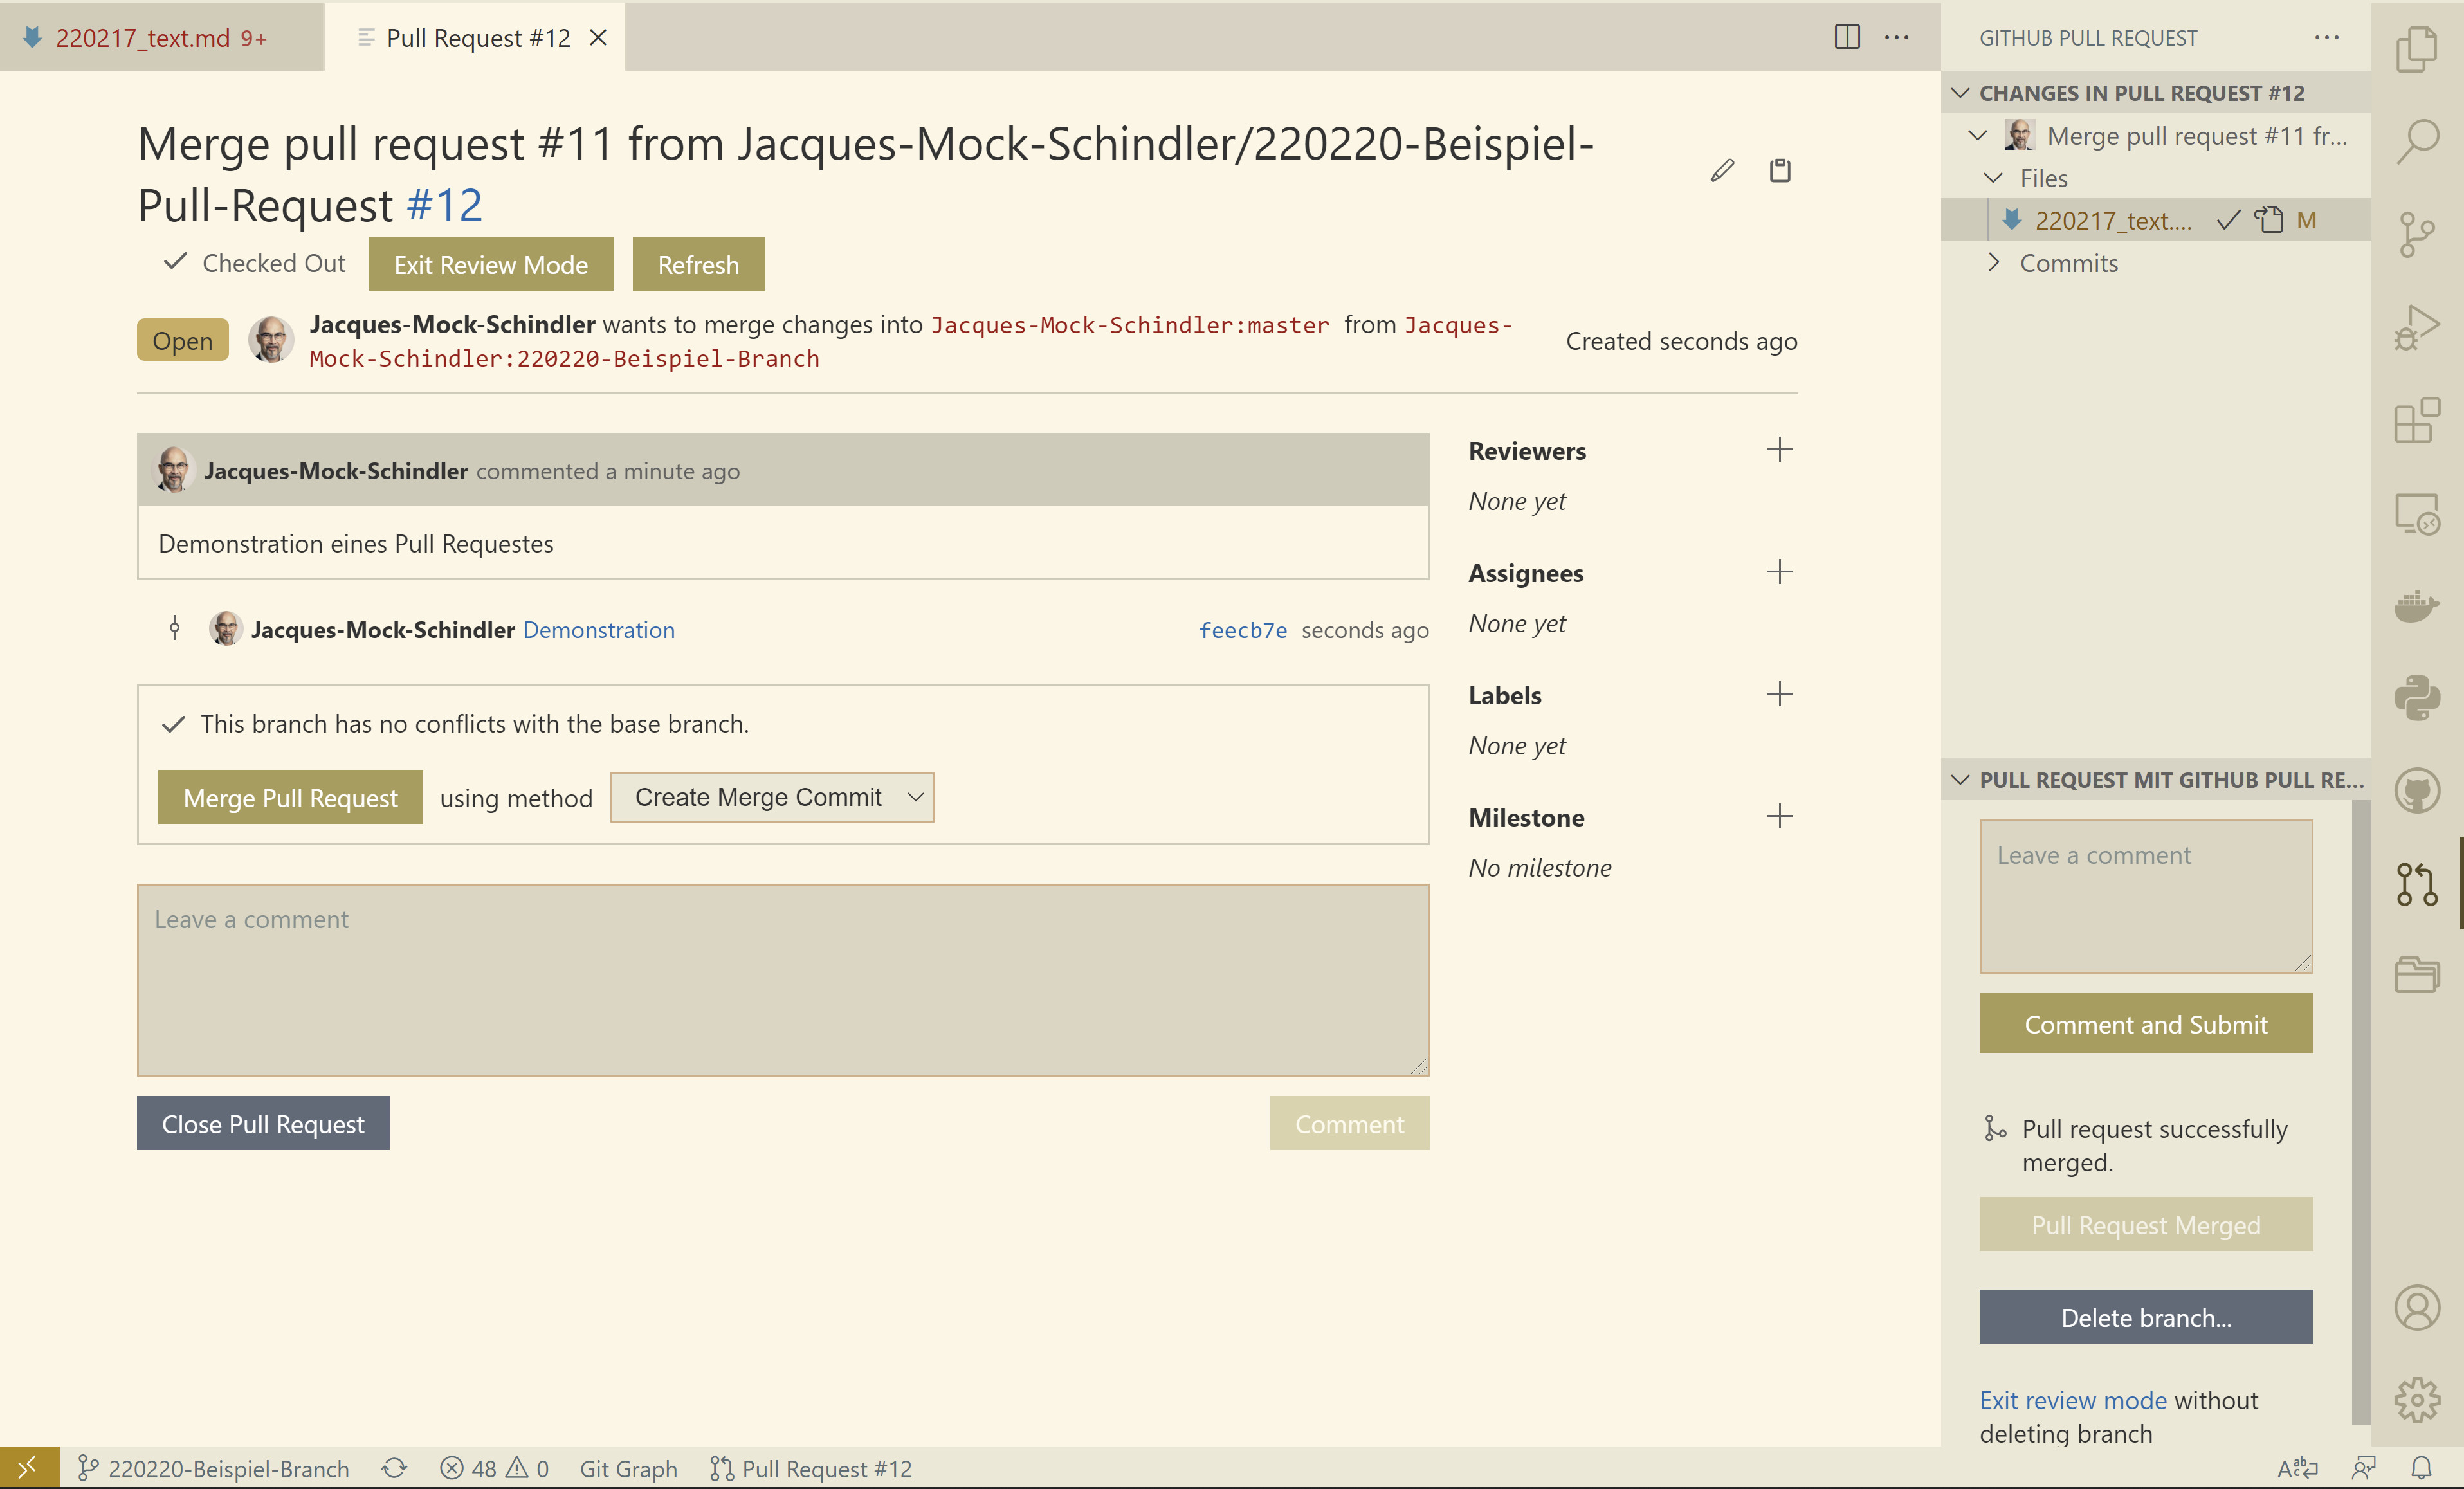 220217_text.md 9+
Pull Request #12
Merge pull request #11 from Jacques-Mock-Schindler/220220-Beispiel-
Pull-Request #12
Checked Out
Exit Review Mode
Refresh
Open
Jacques-Mock-Schindler wants to merge changes into Jacques-Mock-Schindler:master from Jacques-
Mock-Schindler:220220-Beispiel-Branch
Created seconds ago
Jacques-Mock-Schindler commented a minute ago
Demonstration eines Pull Requestes
Jacques-Mock-Schindler Demonstration
feecb7e seconds ago
This branch has no conflicts with the base branch.
Merge Pull Request using method Create Merge Commit
Leave a comment
Close Pull Request
Comment
Reviewers
None yet
Assignees
None yet
Labels
None yet
Milestone
No milestone
GITHUB PULL REQUEST
CHANGES IN PULL REQUEST #12
Merge pull request #11 fr...
Files
220217_text.... M
Commits
PULL REQUEST MIT GITHUB PULL RE...
Leave a comment
Comment and Submit
Pull request successfully
merged.
Pull Request Merged
Delete branch...
Exit review mode without
deleting branch
220220-Beispiel-Branch
48
0
Git Graph
Pull Request #12